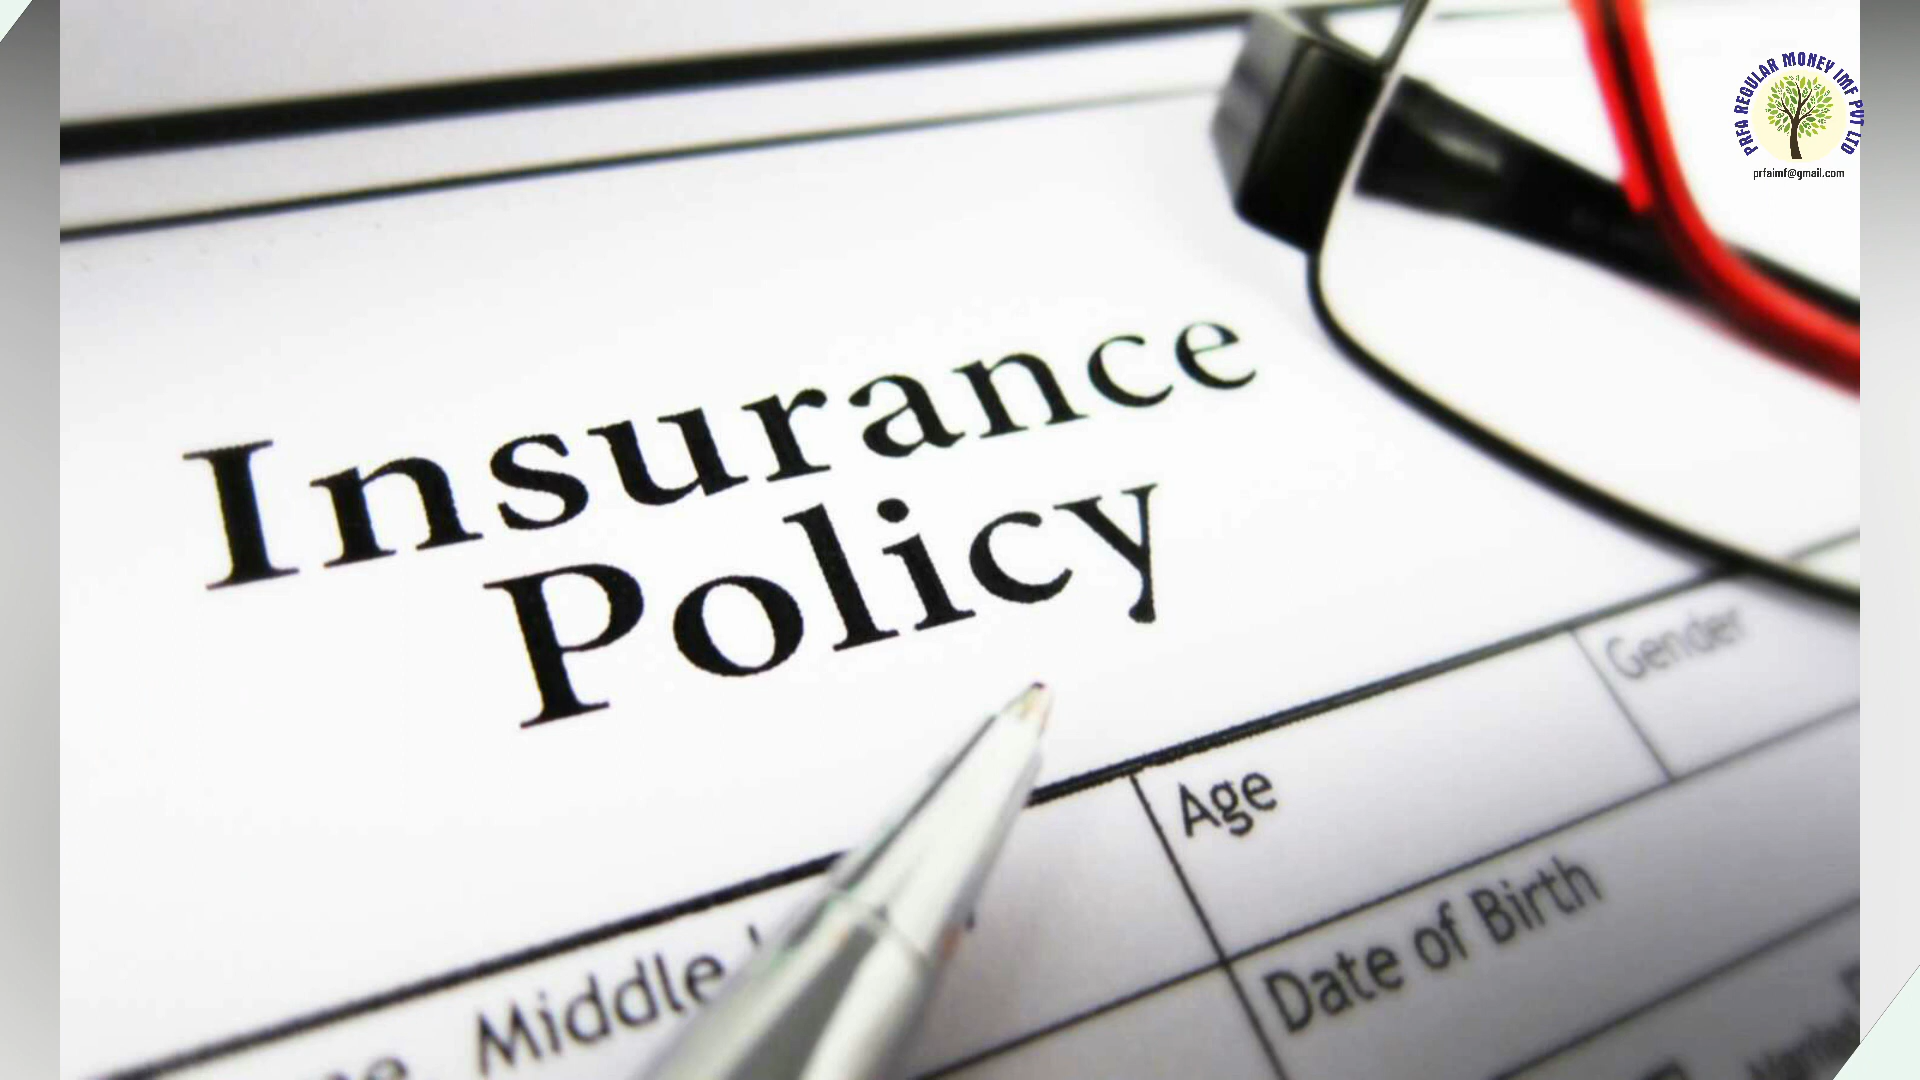 PRFA REGULAR MONEY IMF PVT LTD
prfaimf@gmail.com
Insurance
Policy
Gender
Age
Middle
Date of Birth